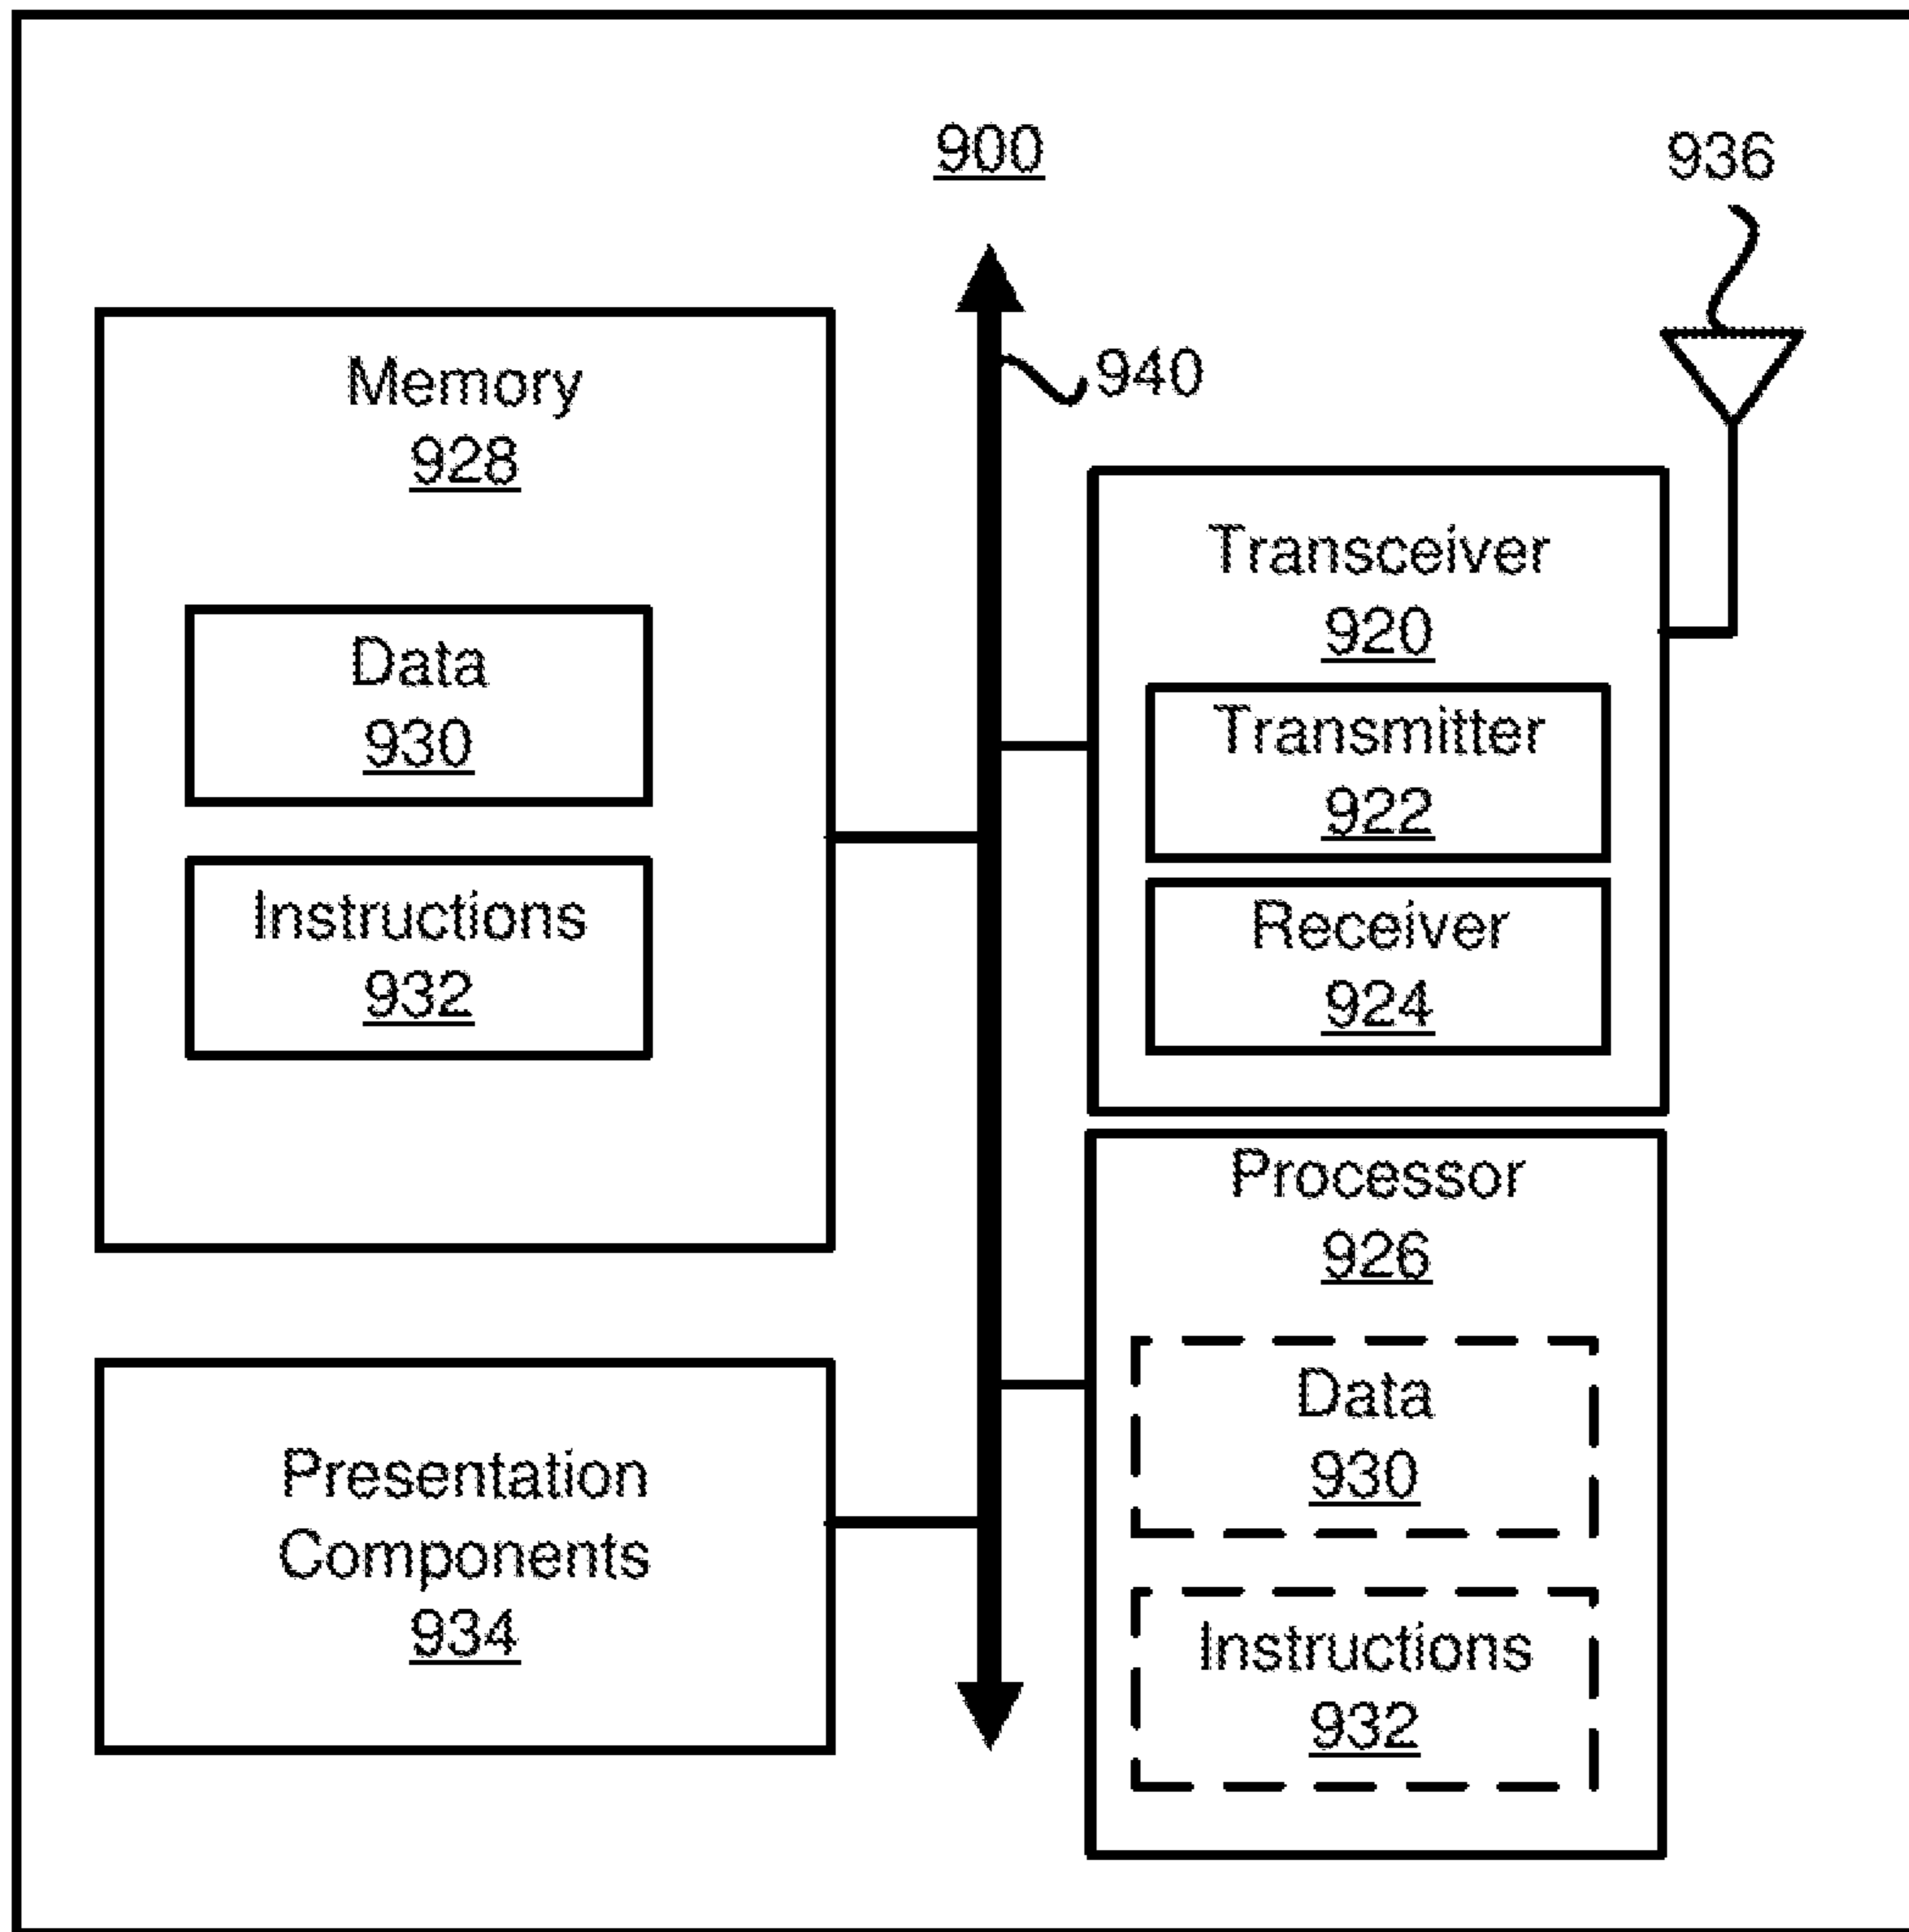 900
936
940
Memory
928
Data
930
Instructions
932
Transceiver
920
Transmitter
922
Receiver
924
Presentation
Components
934
Processor
926
Data
930
Instructions
932